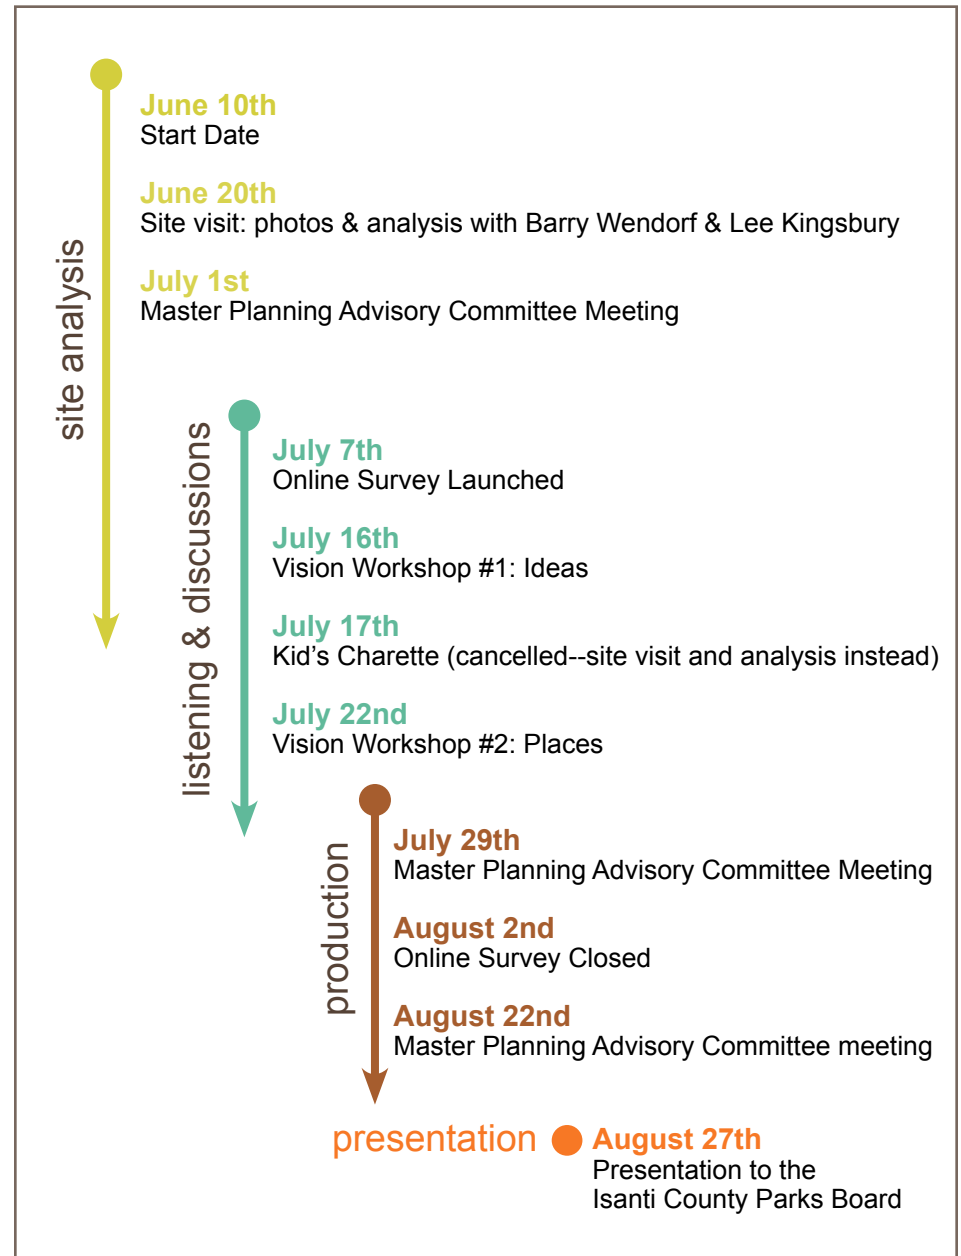 site analysis
June 10th
Start Date
June 20th
Site visit: photos & analysis with Barry Wendorf & Lee Kingsbury
July 1st
Master Planning Advisory Committee Meeting
listening & discussions
July 7th
Online Survey Launched
July 16th
Vision Workshop #1: Ideas
July 17th
Kid's Charette (cancelled--site visit and analysis instead)
July 22nd
Vision Workshop #2: Places
production
July 29th
Master Planning Advisory Committee Meeting
August 2nd
Online Survey Closed
August 22nd
Master Planning Advisory Committee meeting
presentation
August 27th
Presentation to the
Isanti County Parks Board